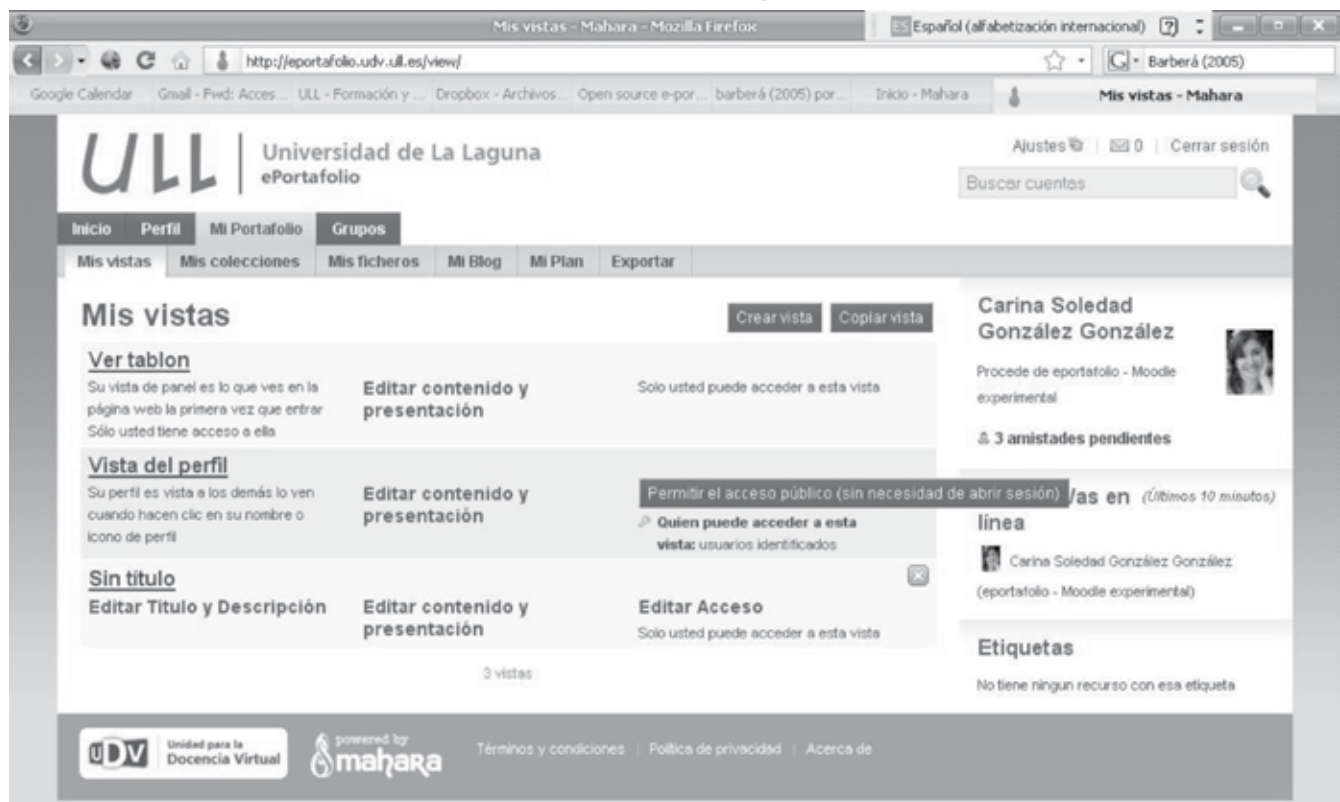 Mis vistas - Mahara - Mozilla Firefox
ES Español (alfabetización internacional)
http://eportafolio.udv.ull.es/view/
Barberá (2005)
Google Calendar Gmail - Fwd: Acces... ULL - Formación y ... Dropbox - Archivos... Open source e-por... barberá (2005) por... Inicio - Mahara Mis vistas - Mahara
ULL Universidad de La Laguna
ePortafolio
Ajustes | 0 | Cerrar sesión
Buscar cuentas
Inicio Perfil Mi Portafolio Grupos
Mis vistas Mis colecciones Mis ficheros Mi Blog Mi Plan Exportar
Mis vistas
Crear vista Copiar vista
Ver tablon
Su vista de panel es lo que ves en la
página web la primera vez que entrar
Sólo usted tiene acceso a ella
Editar contenido y
presentación
Solo usted puede acceder a esta vista
Vista del perfil
Su perfil es vista a los demás lo ven
cuando hacen clic en su nombre o
icono de perfil
Editar contenido y
presentación
Permitir el acceso público (sin necesidad de abrir sesión)
Quien puede acceder a esta
vista: usuarios identificados
Sin título
Editar Titulo y Descripción
Editar contenido y
presentación
Editar Acceso
Solo usted puede acceder a esta vista
3 vistas
Carina Soledad
González González
Procede de eportafolio - Moodle
experimental
3 amistades pendientes
/as en (Últimos 10 minutos)
línea
Carina Soledad González González
(eportafolio - Moodle experimental)
Etiquetas
No tiene ningun recurso con esa etiqueta
uDV Unidad para la
Docencia Virtual
powered by
mahara
Términos y condiciones | Política de privacidad | Acerca de